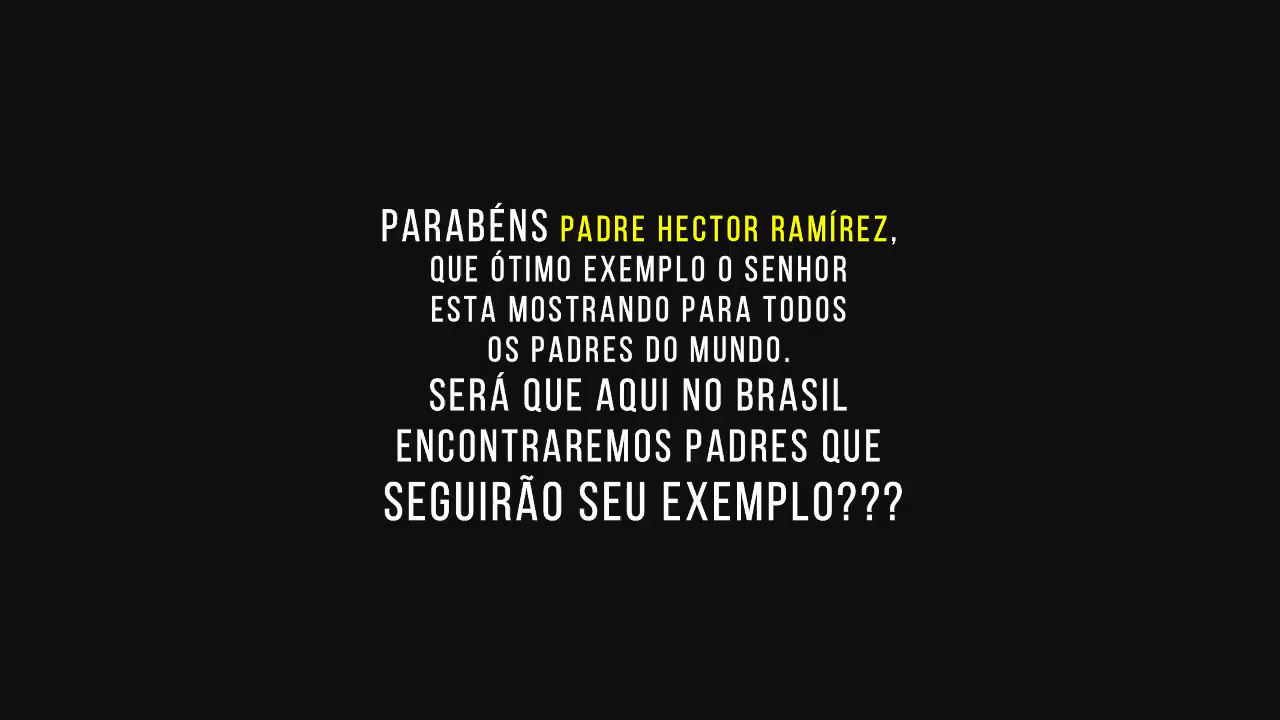 PARABÉNS PADRE HECTOR RAMÍREZ,
QUE ÓTIMO EXEMPLO O SENHOR
ESTA MOSTRANDO PARA TODOS
OS PADRES DO MUNDO.
SERÁ QUE AQUI NO BRASIL
ENCONTRAREMOS PADRES QUE
SEGUIRÃO SEU EXEMPLO???